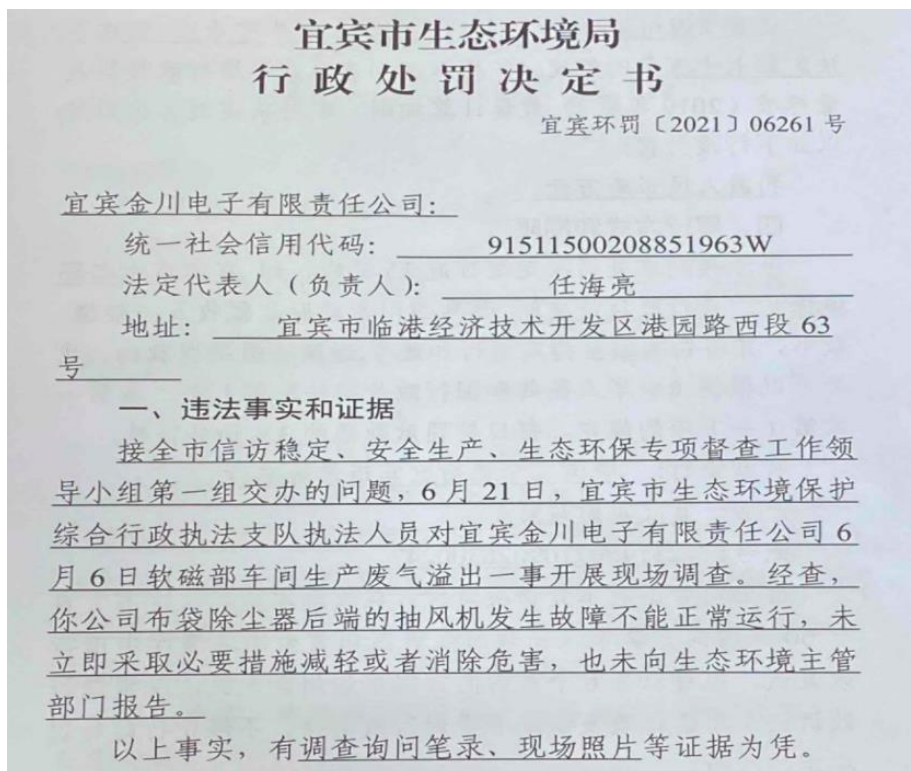 宜宾市生态环境局
行政处罚决定书
宜宾环罚〔2021〕06261号
宜宾金川电子有限责任公司:
统一社会信用代码: 91511500208851963W
法定代表人(负责人): 任海亮
地址: 宜宾市临港经济技术开发区港园路西段 63
号
一、违法事实和证据
接全市信访稳定、安全生产、生态环保专项督查工作领
导小组第一组交办的问题，6月21日，宜宾市生态环境保护
综合行政执法支队执法人员对宜宾金川电子有限责任公司6
月6日软磁部车间生产废气溢出一事开展现场调查。经查，
你公司布袋除尘器后端的抽风机发生故障不能正常运行，未
立即采取必要措施减轻或者消除危害，也未向生态环境主管
部门报告。
以上事实，有调查询问笔录、现场照片等证据为凭。